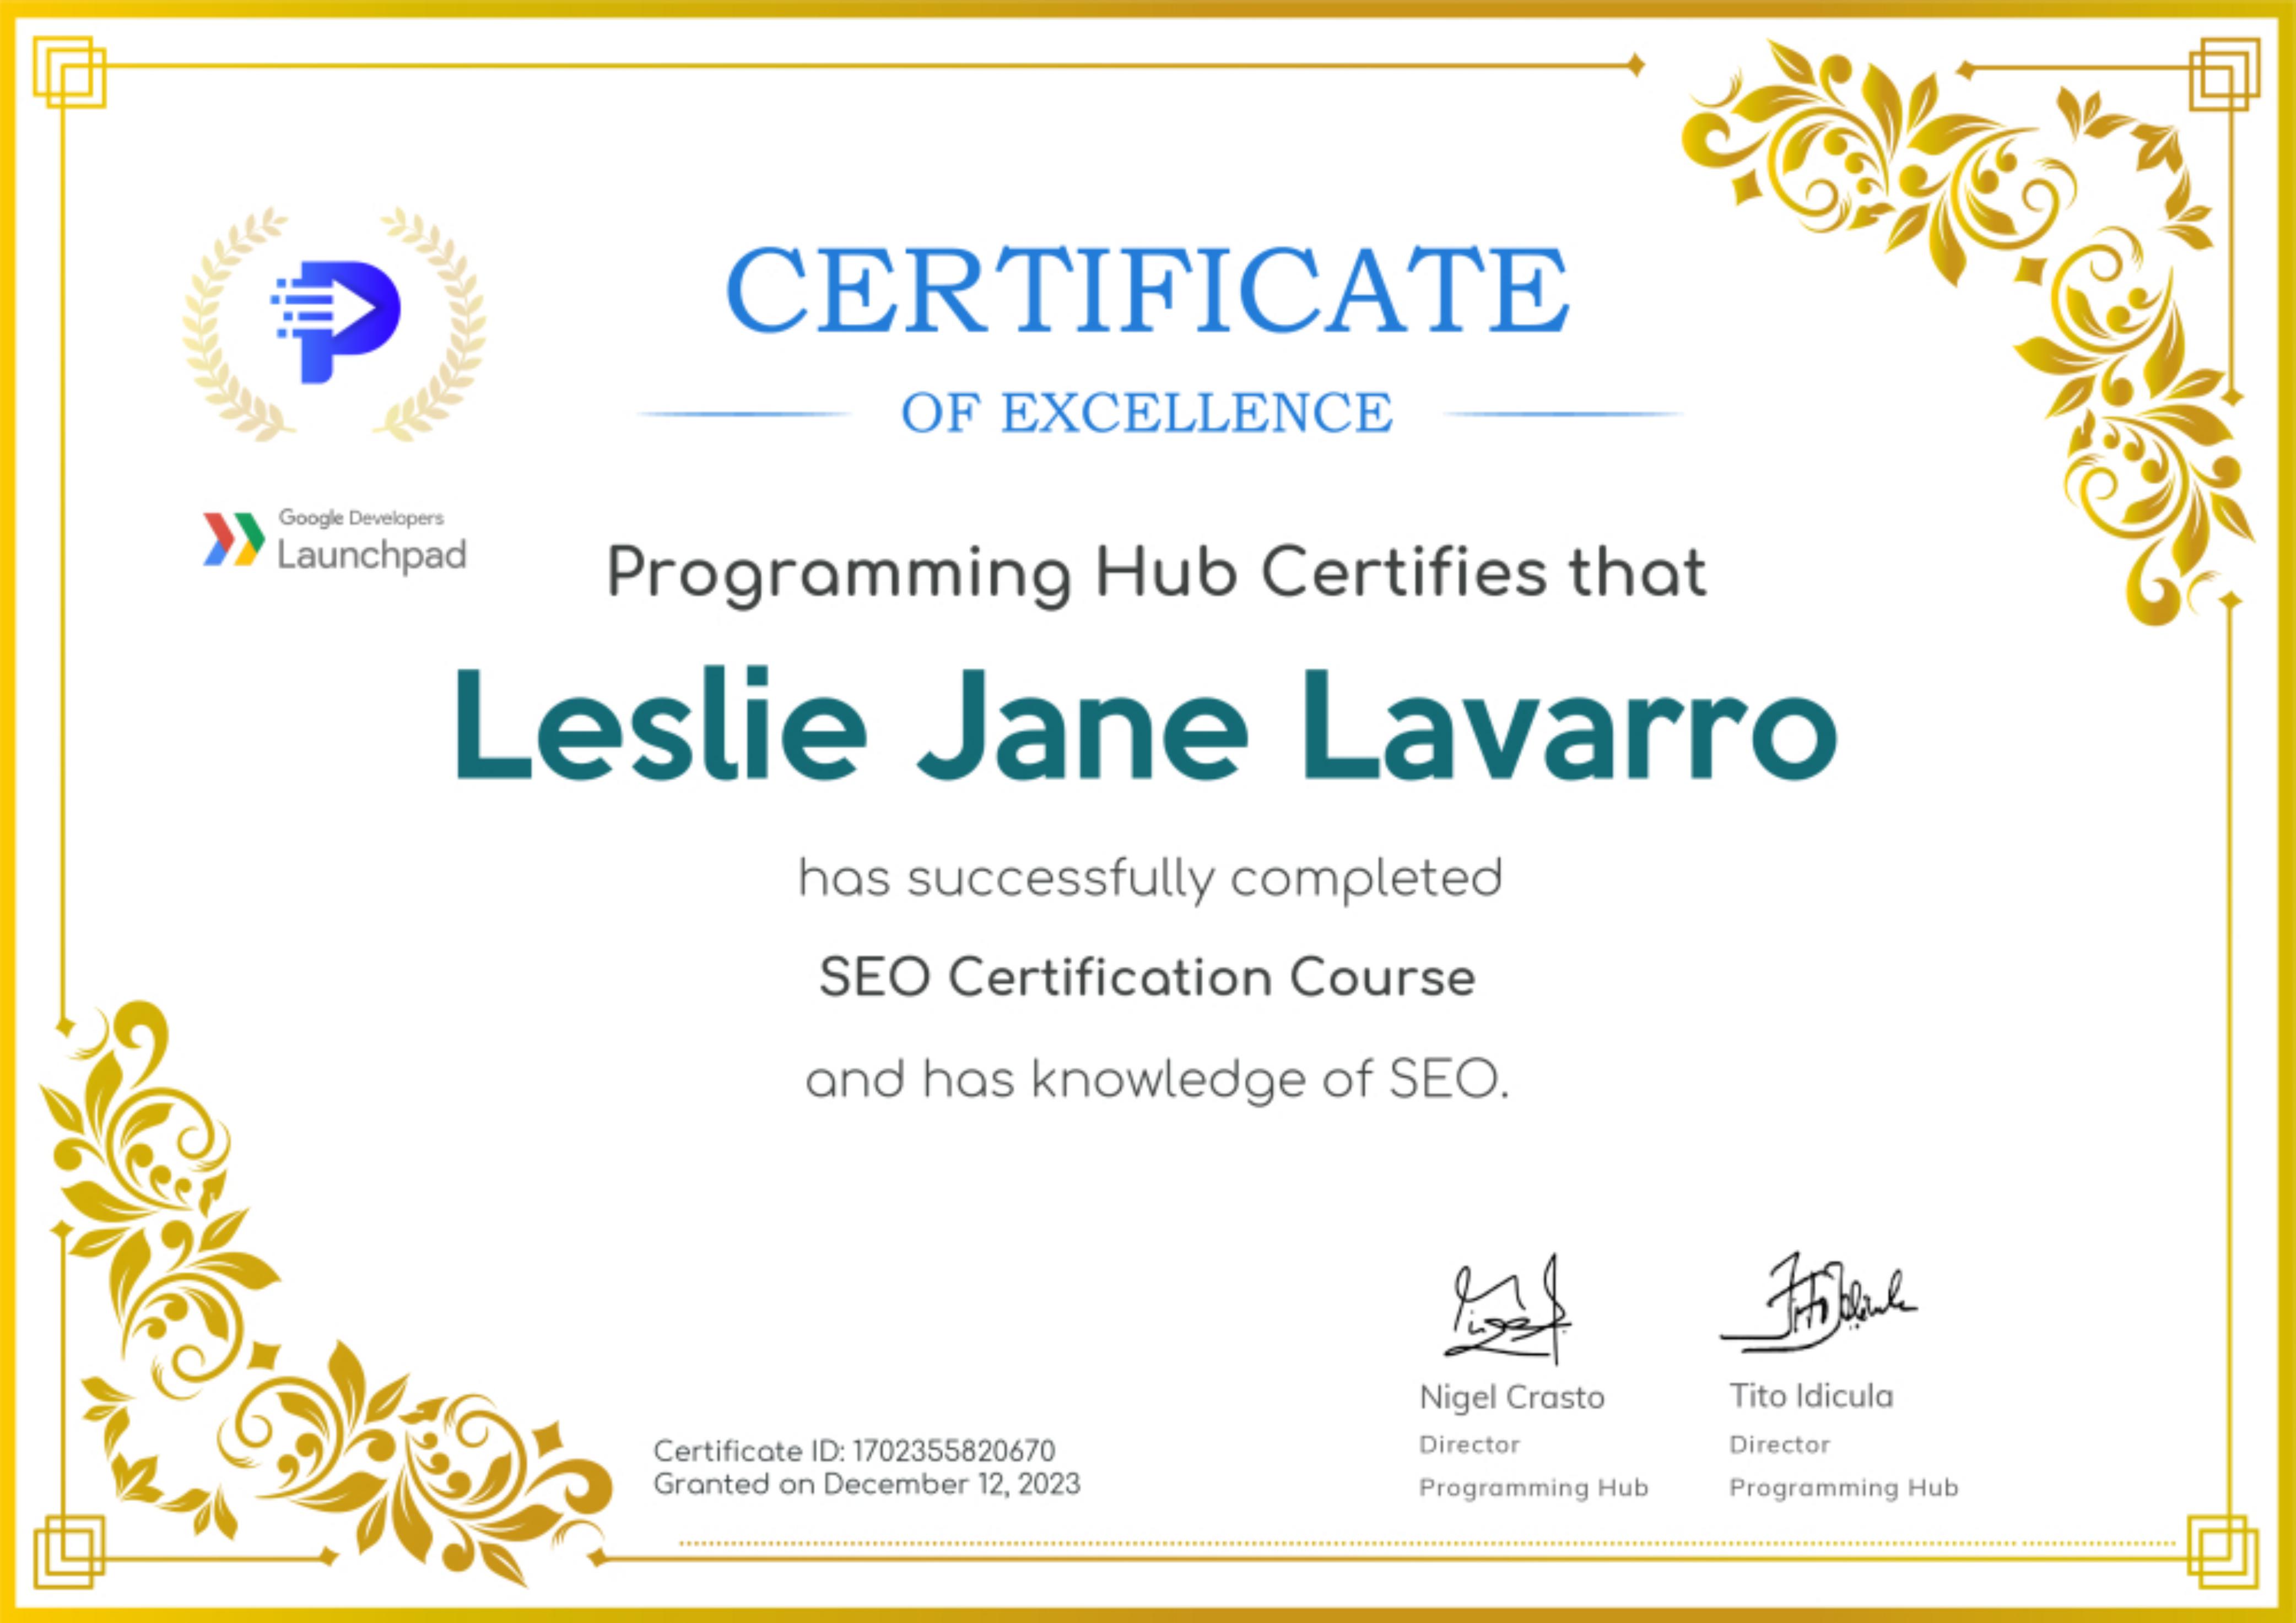 CERTIFICATE
OF EXCELLENCE
Google Developers
Launchpad
Programming Hub Certifies that
Leslie Jane Lavarro
has successfully completed
SEO Certification Course
and has knowledge of SEO.
Nigel Crasto
Director
Programming Hub
Tito Idicula
Director
Programming Hub
Certificate ID: 1702355820670
Granted on December 12, 2023